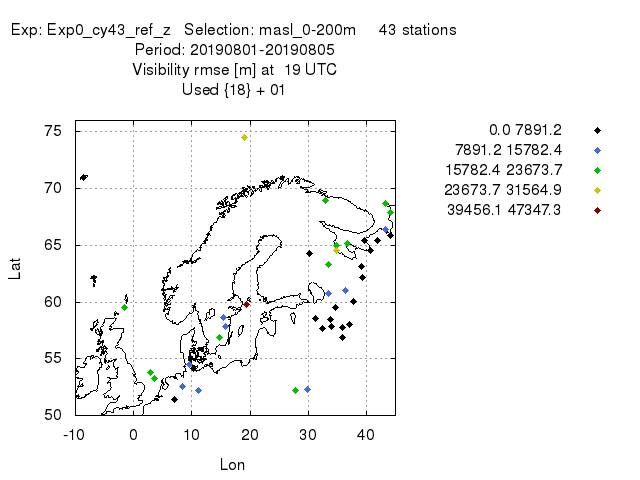 Exp: Exp0_cy43_ref_z Selection: masl_0-200m 43 stations
Period: 20190801-20190805
Visibility rmse [m] at 19 UTC
Used {18} + 01
0.0 7891.2
7891.2 15782.4
15782.4 23673.7
23673.7 31564.9
39456.1 47347.3
75
70
65
60
55
50
Lat
-10 0 10 20 30 40
Lon